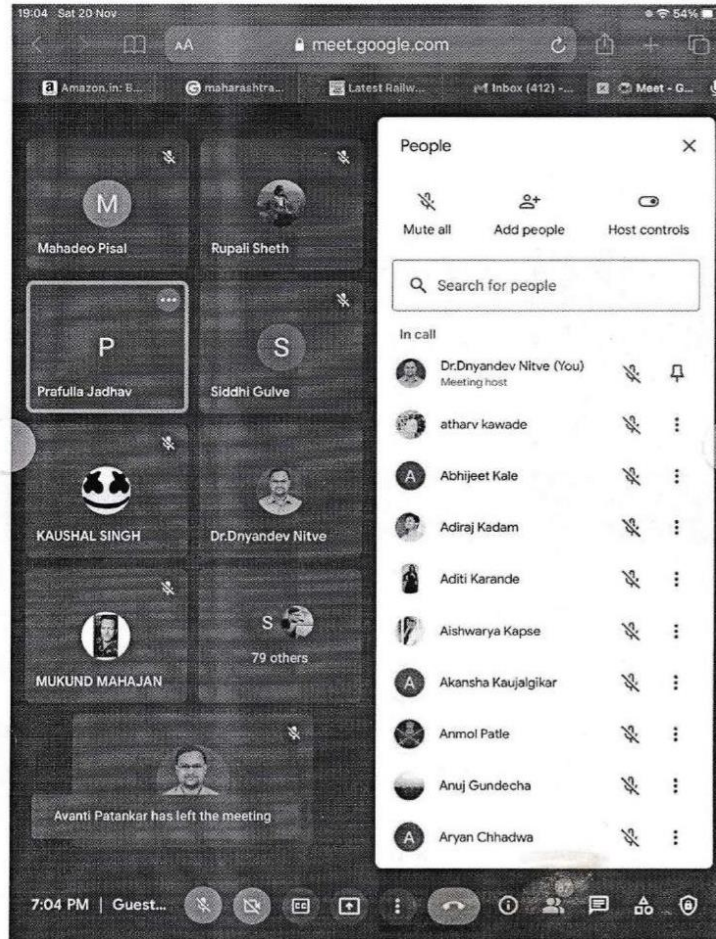 19:04 Sat 20 Nov
54%
AA
meet.google.com
Amazon.in: B...
maharashtra...
Latest Railw...
Inbox (412) -...
Meet - G...
M
Mahadeo Pisal
Rupali Sheth
P
Prafulla Jadhav
S
Siddhi Gulve
KAUSHAL SINGH
Dr.Dnyandev Nitve
MUKUND MAHAJAN
S
79 others
Avanti Patankar has left the meeting
People
Mute all
Add people
Host controls
Search for people
In call
Dr.Dnyandev Nitve (You)
Meeting host
atharv kawade
A
Abhijeet Kale
Adiraj Kadam
Aditi Karande
Aishwarya Kapse
A
Akansha Kaujalgikar
Anmol Patle
Anuj Gundecha
A
Aryan Chhadwa
7:04 PM | Guest...
CC
87